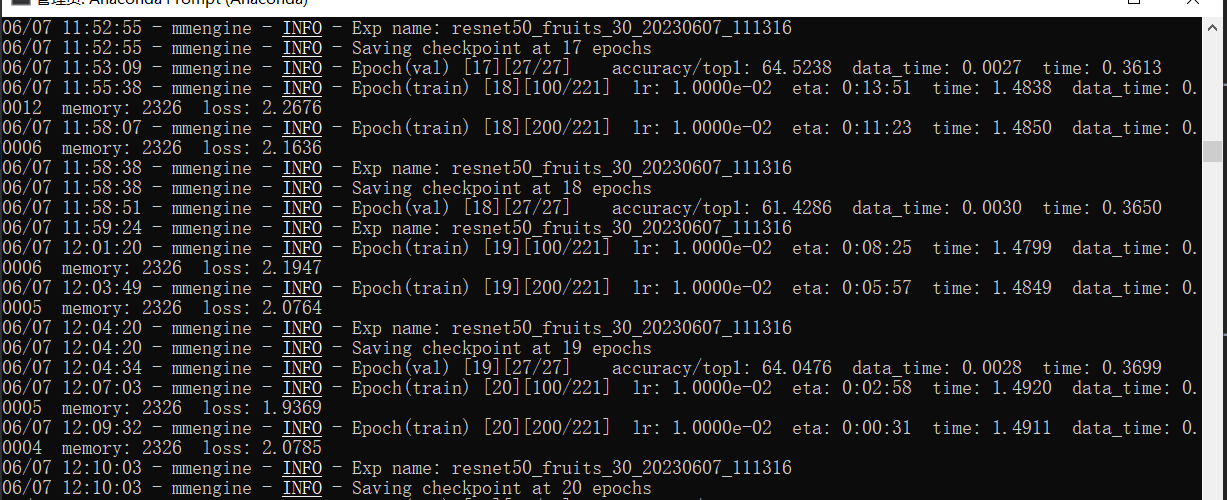 管理员: Anaconda Prompt (Anaconda)
06/07 11:52:55 - mmengine - INFO - Exp name: resnet50_fruits_30_20230607_111316
06/07 11:52:55 - mmengine - INFO - Saving checkpoint at 17 epochs
06/07 11:53:09 - mmengine - INFO - Epoch(val) [17][27/27]    accuracy/top1: 64.5238  data_time: 0.0027  time: 0.3613
06/07 11:55:38 - mmengine - INFO - Epoch(train) [18][100/221]  lr: 1.0000e-02  eta: 0:13:51  time: 1.4838  data_time: 0.
0012  memory: 2326  loss: 2.2676
06/07 11:58:07 - mmengine - INFO - Epoch(train) [18][200/221]  lr: 1.0000e-02  eta: 0:11:23  time: 1.4850  data_time: 0.
0006  memory: 2326  loss: 2.1636
06/07 11:58:38 - mmengine - INFO - Exp name: resnet50_fruits_30_20230607_111316
06/07 11:58:38 - mmengine - INFO - Saving checkpoint at 18 epochs
06/07 11:58:51 - mmengine - INFO - Epoch(val) [18][27/27]    accuracy/top1: 61.4286  data_time: 0.0030  time: 0.3650
06/07 11:59:24 - mmengine - INFO - Exp name: resnet50_fruits_30_20230607_111316
06/07 12:01:20 - mmengine - INFO - Epoch(train) [19][100/221]  lr: 1.0000e-02  eta: 0:08:25  time: 1.4799  data_time: 0.
0006  memory: 2326  loss: 2.1947
06/07 12:03:49 - mmengine - INFO - Epoch(train) [19][200/221]  lr: 1.0000e-02  eta: 0:05:57  time: 1.4849  data_time: 0.
0005  memory: 2326  loss: 2.0764
06/07 12:04:20 - mmengine - INFO - Exp name: resnet50_fruits_30_20230607_111316
06/07 12:04:20 - mmengine - INFO - Saving checkpoint at 19 epochs
06/07 12:04:34 - mmengine - INFO - Epoch(val) [19][27/27]    accuracy/top1: 64.0476  data_time: 0.0028  time: 0.3699
06/07 12:07:03 - mmengine - INFO - Epoch(train) [20][100/221]  lr: 1.0000e-02  eta: 0:02:58  time: 1.4920  data_time: 0.
0005  memory: 2326  loss: 1.9369
06/07 12:09:32 - mmengine - INFO - Epoch(train) [20][200/221]  lr: 1.0000e-02  eta: 0:00:31  time: 1.4911  data_time: 0.
0004  memory: 2326  loss: 2.0785
06/07 12:10:03 - mmengine - INFO - Exp name: resnet50_fruits_30_20230607_111316
06/07 12:10:03 - mmengine - INFO - Saving checkpoint at 20 epochs